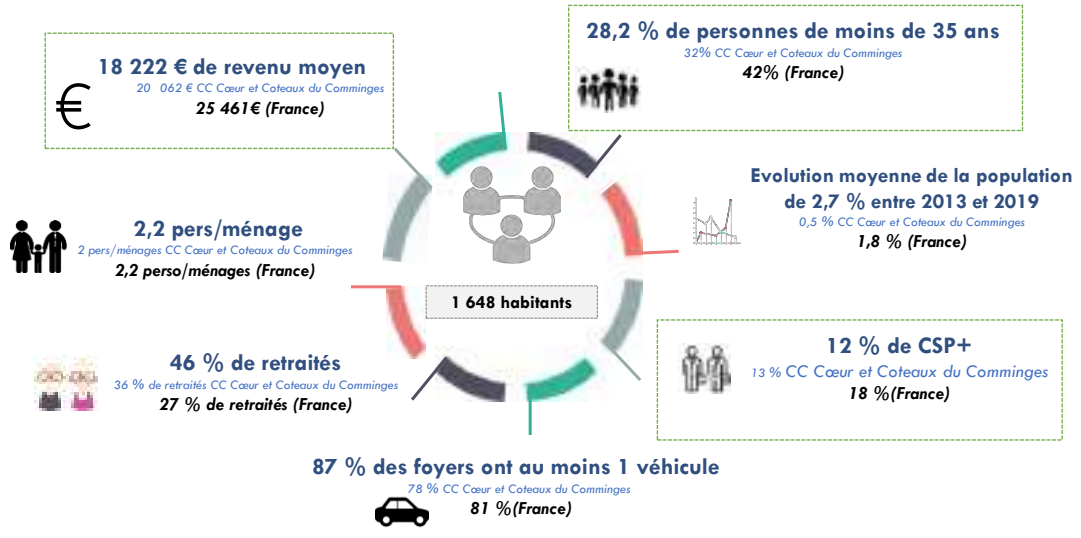 28,2 % de personnes de moins de 35 ans
32% CC Cœur et Coteaux du Comminges
42% (France)
18 222 € de revenu moyen
20 062 € CC Cœur et Coteaux du Comminges
25 461€ (France)
€
Evolution moyenne de la population
de 2,7 % entre 2013 et 2019
0,5 % CC Cœur et Coteaux du Comminges
1,8 % (France)
2,2 pers/ménage
2 pers/ménages CC Cœur et Coteaux du Comminges
2,2 perso/ménages (France)
1 648 habitants
12 % de CSP+
13 % CC Cœur et Coteaux du Comminges
18 %(France)
46 % de retraités
36 % de retraités CC Cœur et Coteaux du Comminges
27 % de retraités (France)
87 % des foyers ont au moins 1 véhicule
78 % CC Cœur et Coteaux du Comminges
81 %(France)